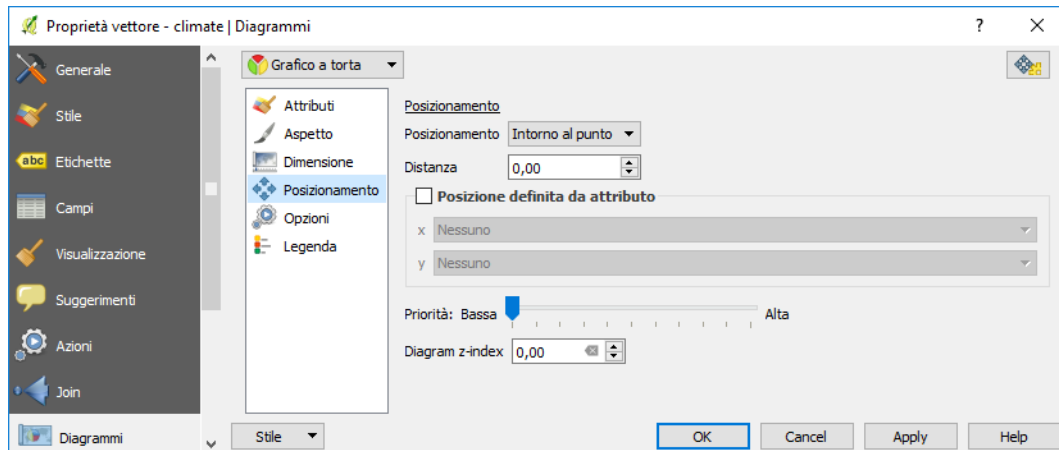 Proprietà vettore - climate | Diagrammi
?
Generale
Stile
abc Etichette
Campi
Visualizzazione
Suggerimenti
Azioni
Join
Diagrammi
Grafico a torta
Attributi
Aspetto
Dimensione
Posizionamento
Opzioni
Legenda
Posizionamento
Posizionamento Intorno al punto
Distanza 0,00
Posizione definita da attributo
x Nessuno
y Nessuno
Priorità: Bassa Alta
Diagram z-index 0,00
Stile OK Cancel Apply Help